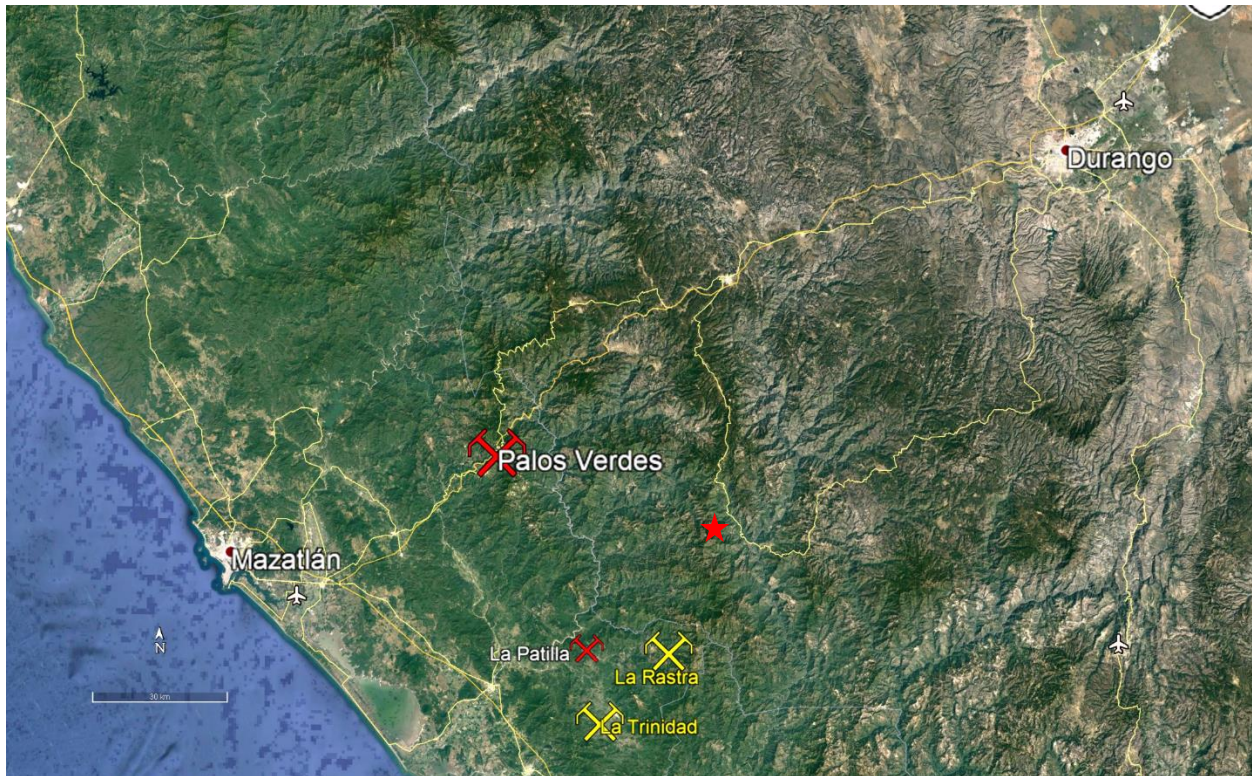 Durango
Palos Verdes
Mazatlán
La Patilla
La Rastra
La Trinidad
N
30 km